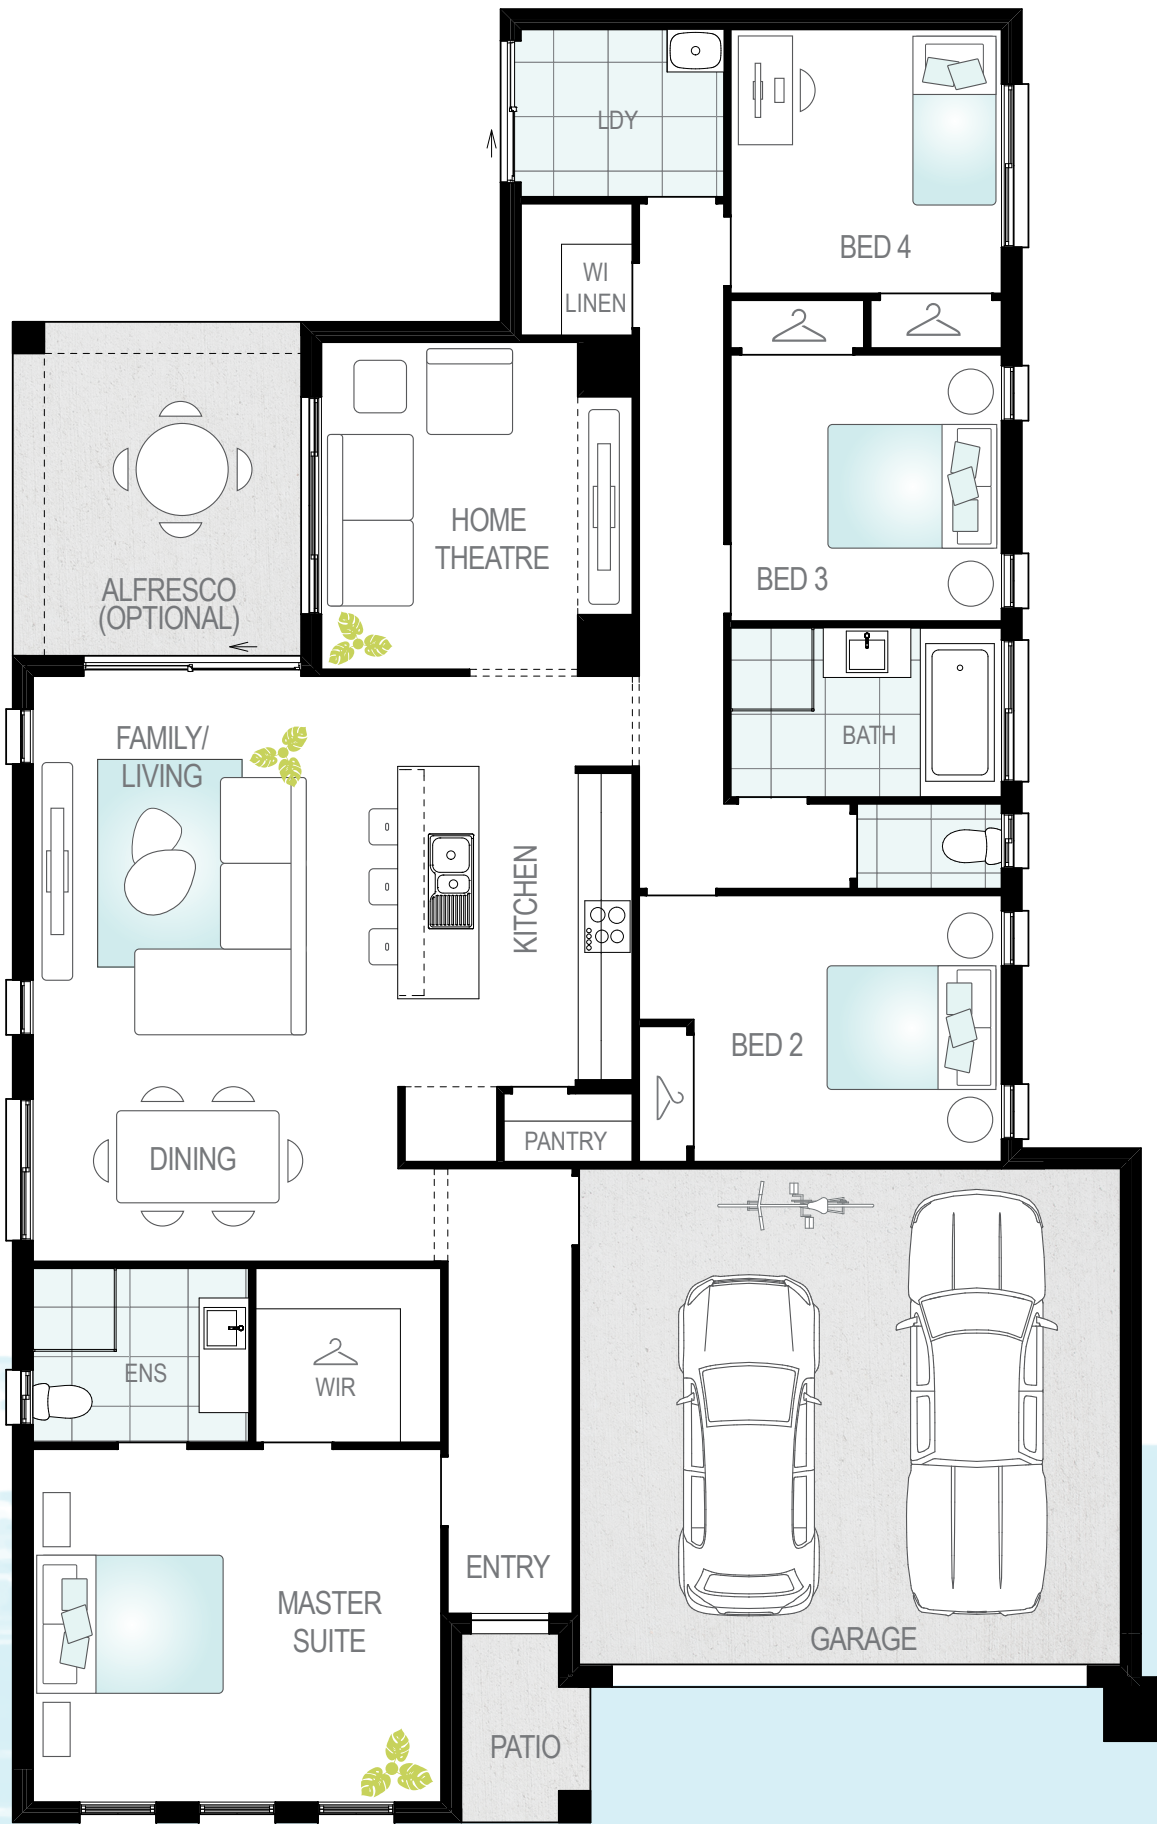 LDY
BED 4
WI
LINEN
HOME
THEATRE
ALFRESCO
(OPTIONAL)
BED 3
BATH
FAMILY/
LIVING
KITCHEN
BED 2
PANTRY
DINING
ENS
WIR
ENTRY
MASTER
SUITE
GARAGE
PATIO